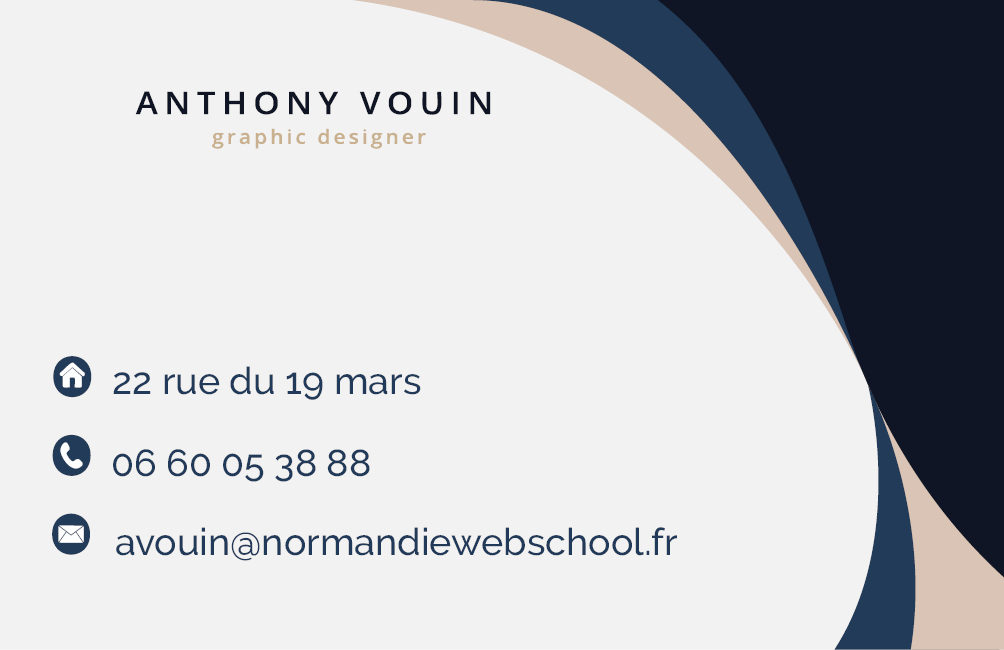 ANTHONY VOUIN
graphic designer
22 rue du 19 mars
06 60 05 38 88
avouin@normandiewebschool.fr